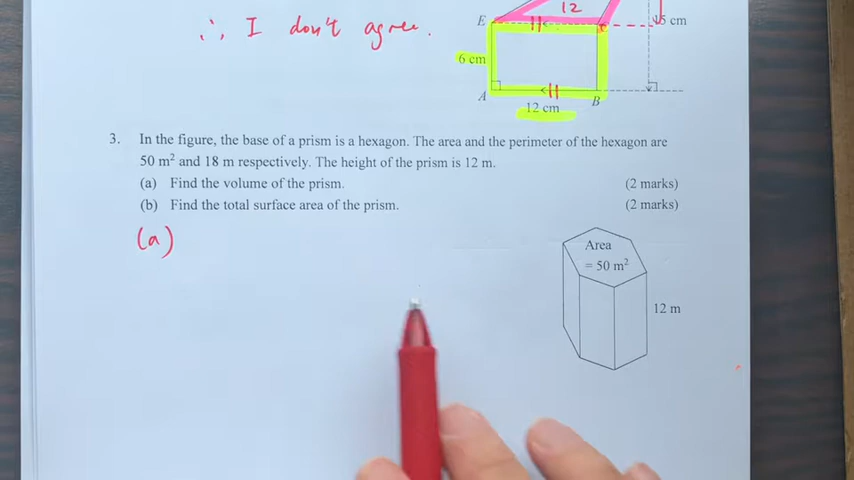 12
∴ I don't agree.
E
15 cm
6 cm
A
12 cm
B
3. In the figure, the base of a prism is a hexagon. The area and the perimeter of the hexagon are
50 m² and 18 m respectively. The height of the prism is 12 m.
(a) Find the volume of the prism. (2 marks)
(b) Find the total surface area of the prism. (2 marks)
(a)
Area
= 50 m²
12 m